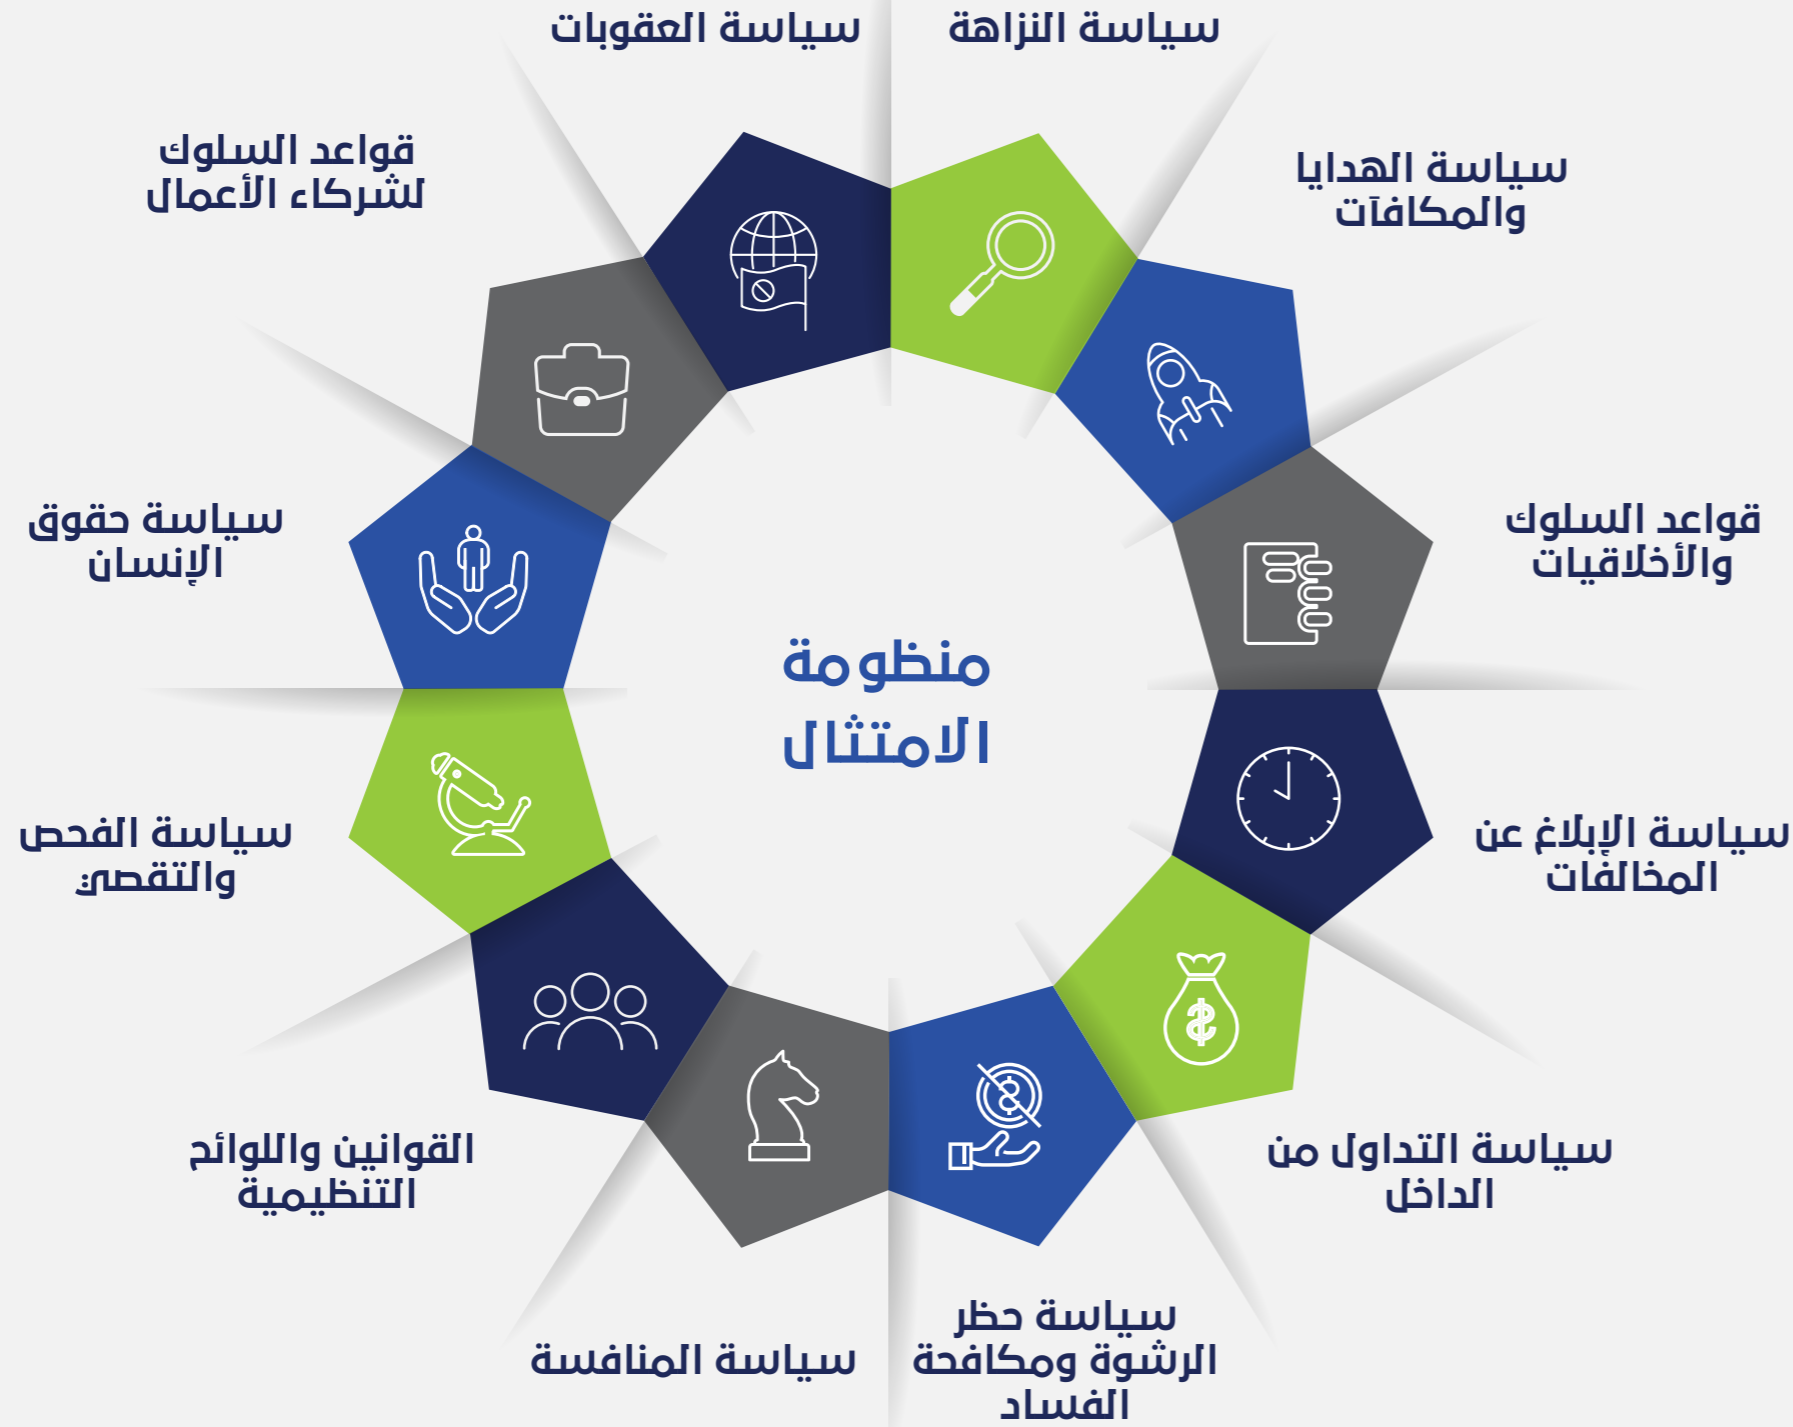 سياسة النزاهة
سياسة الهدايا
والمكافآت
قواعد السلوك
والأخلاقيات
سياسة الإبلاغ عن
المخالفات
سياسة التداول من
الداخل
سياسة حظر
الرشوة ومكافحة
الفساد
سياسة المنافسة
القوانين واللوائح
التنظيمية
سياسة الفحص
والتقصي
سياسة حقوق
الإنسان
قواعد السلوك
لشركاء الأعمال
سياسة العقوبات
منظومة
الامتثال